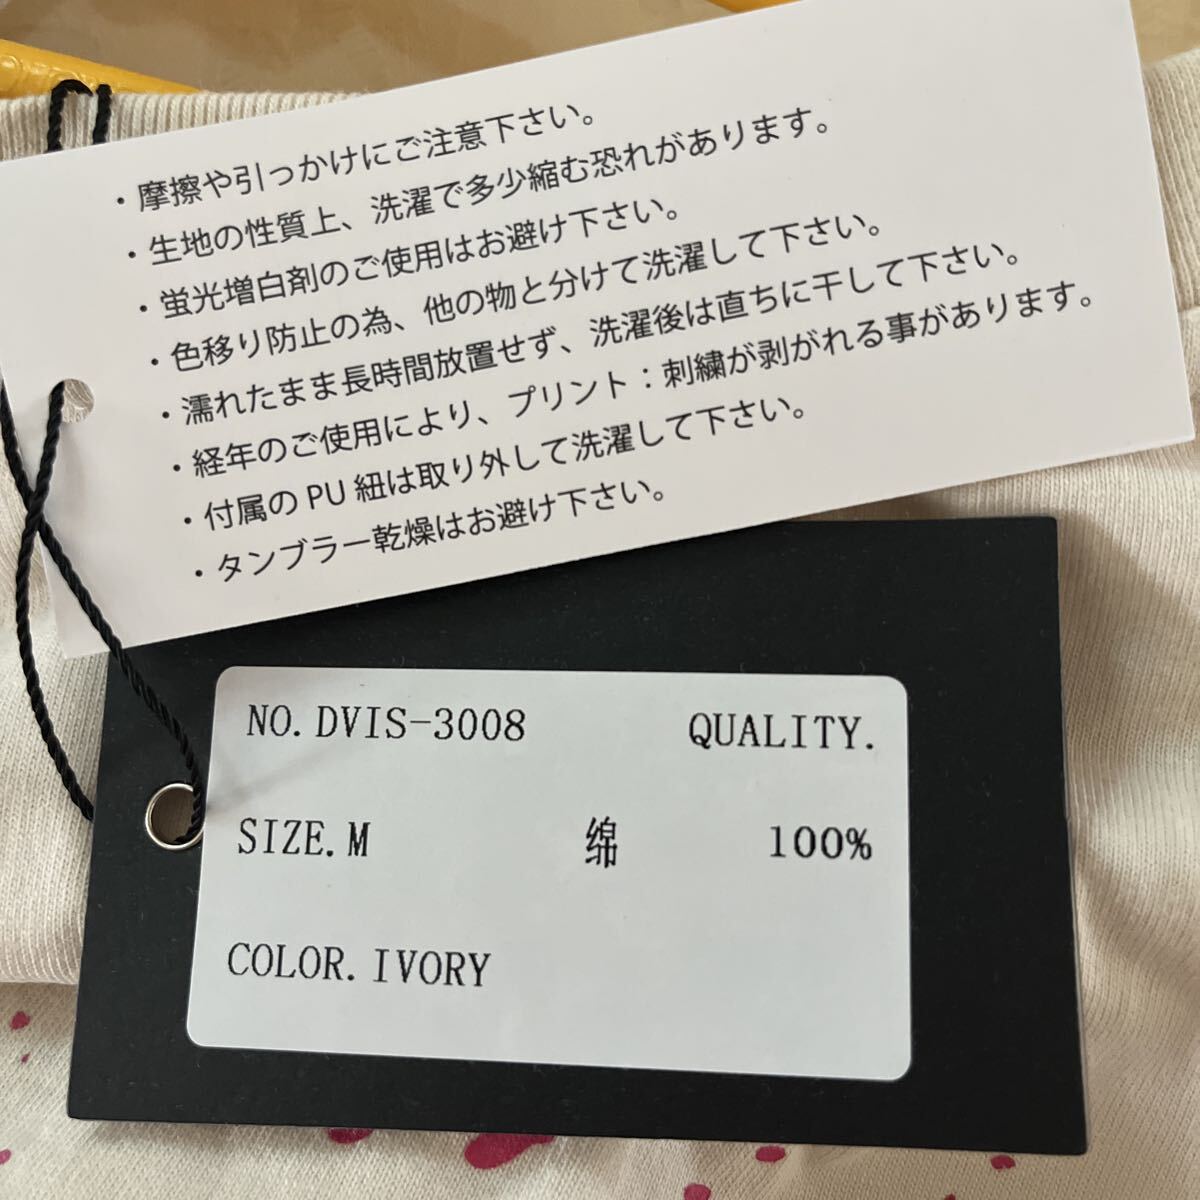 ・摩擦や引っかけにご注意下さい。
・生地の性質上、洗濯で多少縮む恐れがあります。
・蛍光増白剤のご使用はお避け下さい。
・色移り防止の為、他の物と分けて洗濯して下さい。
・濡れたまま長時間放置せず、洗濯後は直ちに干して下さい。
・経年のご使用により、プリント：刺繍が剥がれる事があります。
・付属の PU 紐は取り外して洗濯して下さい。
・タンブラー乾燥はお避け下さい。
NO. DVIS-3008 QUALITY.
SIZE. M 綿 100%
COLOR. IVORY